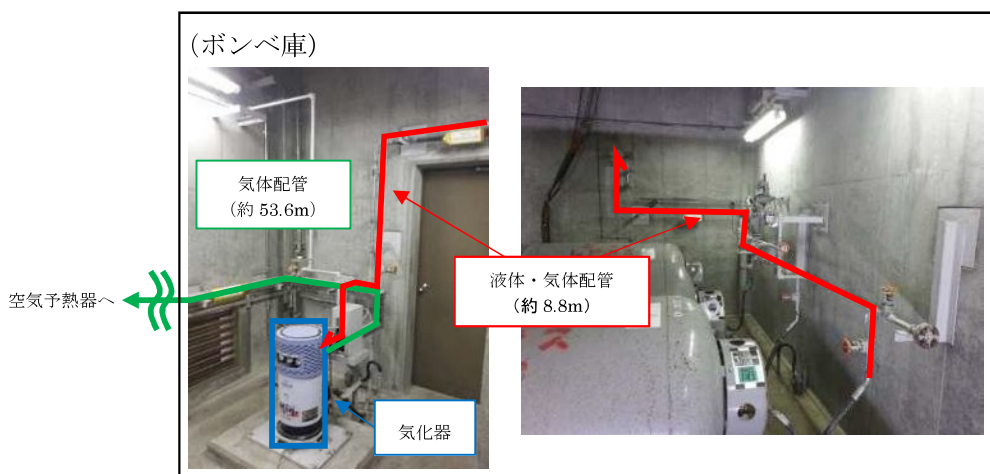 (ボンベ庫)
気体配管
(約 53.6m)
液体・気体配管
(約 8.8m)
空気予熱器へ
気化器